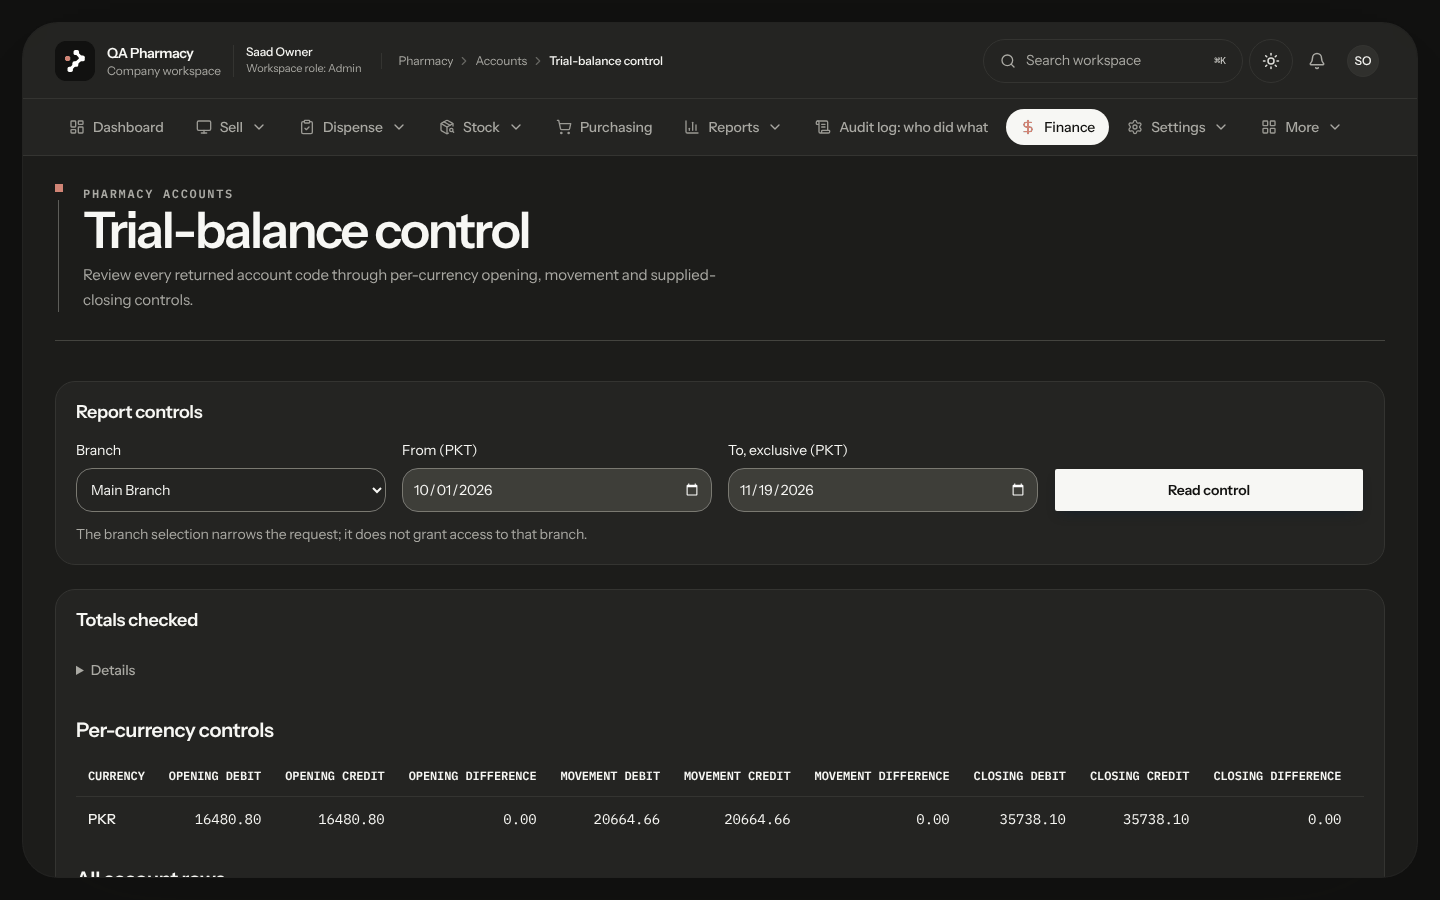 QA Pharmacy
Company workspace
Saad Owner
Workspace role: Admin
Pharmacy > Accounts > Trial-balance control
Search workspace ⌘K
SO
Dashboard Sell Dispense Stock Purchasing Reports Audit log: who did what Finance Settings More
PHARMACY ACCOUNTS
Trial-balance control
Review every returned account code through per-currency opening, movement and supplied-
closing controls.
Report controls
Branch From (PKT) To, exclusive (PKT)
Main Branch 10/01/2026 11/19/2026 Read control
The branch selection narrows the request; it does not grant access to that branch.
Totals checked
Details
Per-currency controls
CURRENCY OPENING DEBIT OPENING CREDIT OPENING DIFFERENCE MOVEMENT DEBIT MOVEMENT CREDIT MOVEMENT DIFFERENCE CLOSING DEBIT CLOSING CREDIT CLOSING DIFFERENCE
PKR 16480.80 16480.80 0.00 20664.66 20664.66 0.00 35738.10 35738.10 0.00
All account rows